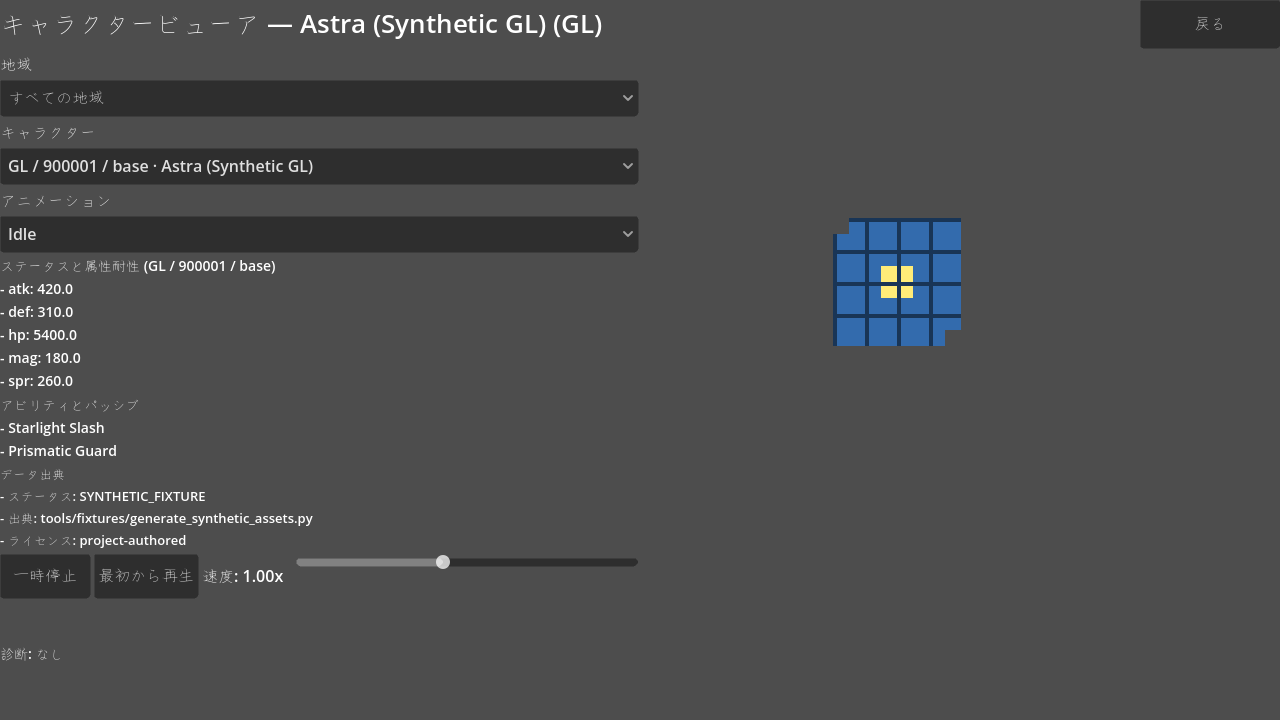 キャラクタービューア — Astra (Synthetic GL) (GL)
戻る
地域
すべての地域
キャラクター
GL / 900001 / base · Astra (Synthetic GL)
アニメーション
Idle
ステータスと属性耐性 (GL / 900001 / base)
- atk: 420.0
- def: 310.0
- hp: 5400.0
- mag: 180.0
- spr: 260.0
アビリティとパッシブ
- Starlight Slash
- Prismatic Guard
データ出典
- ステータス: SYNTHETIC_FIXTURE
- 出典: tools/fixtures/generate_synthetic_assets.py
- ライセンス: project-authored
一時停止 最初から再生 速度: 1.00x
診断: なし